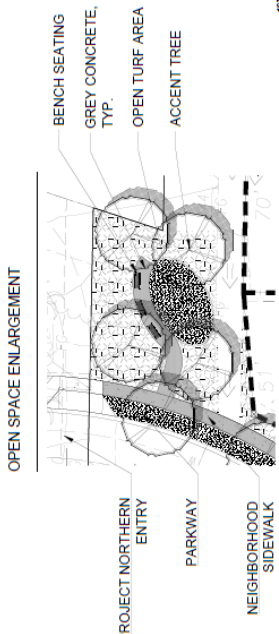 OPEN SPACE ENLARGEMENT
BENCH SEATING
GREY CONCRETE,
TYP.
OPEN TURF AREA
ACCENT TREE
ROJECT NORTHERN
ENTRY
PARKWAY
NEIGHBORHOOD
SIDEWALK